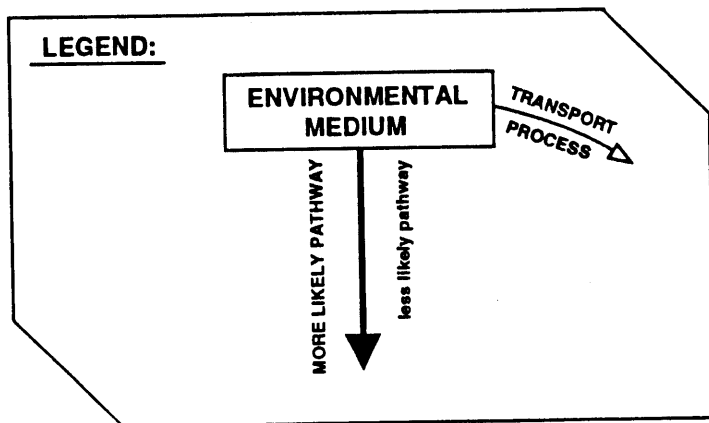 LEGEND:
ENVIRONMENTAL
MEDIUM
TRANSPORT
PROCESS
MORE LIKELY PATHWAY
less likely pathway